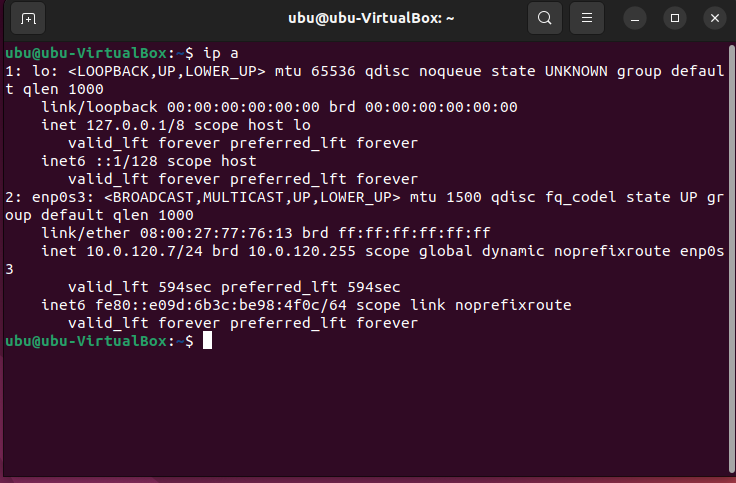 ubu@ubu-VirtualBox: ~
ubu@ubu-VirtualBox:~$ ip a
1: lo: <LOOPBACK,UP,LOWER_UP> mtu 65536 qdisc noqueue state UNKNOWN group defaul
t qlen 1000
    link/loopback 00:00:00:00:00:00 brd 00:00:00:00:00:00
    inet 127.0.0.1/8 scope host lo
       valid_lft forever preferred_lft forever
    inet6 ::1/128 scope host
       valid_lft forever preferred_lft forever
2: enp0s3: <BROADCAST,MULTICAST,UP,LOWER_UP> mtu 1500 qdisc fq_codel state UP gr
oup default qlen 1000
    link/ether 08:00:27:77:76:13 brd ff:ff:ff:ff:ff:ff
    inet 10.0.120.7/24 brd 10.0.120.255 scope global dynamic noprefixroute enp0s
3
       valid_lft 594sec preferred_lft 594sec
    inet6 fe80::e09d:6b3c:be98:4f0c/64 scope link noprefixroute
       valid_lft forever preferred_lft forever
ubu@ubu-VirtualBox:~$